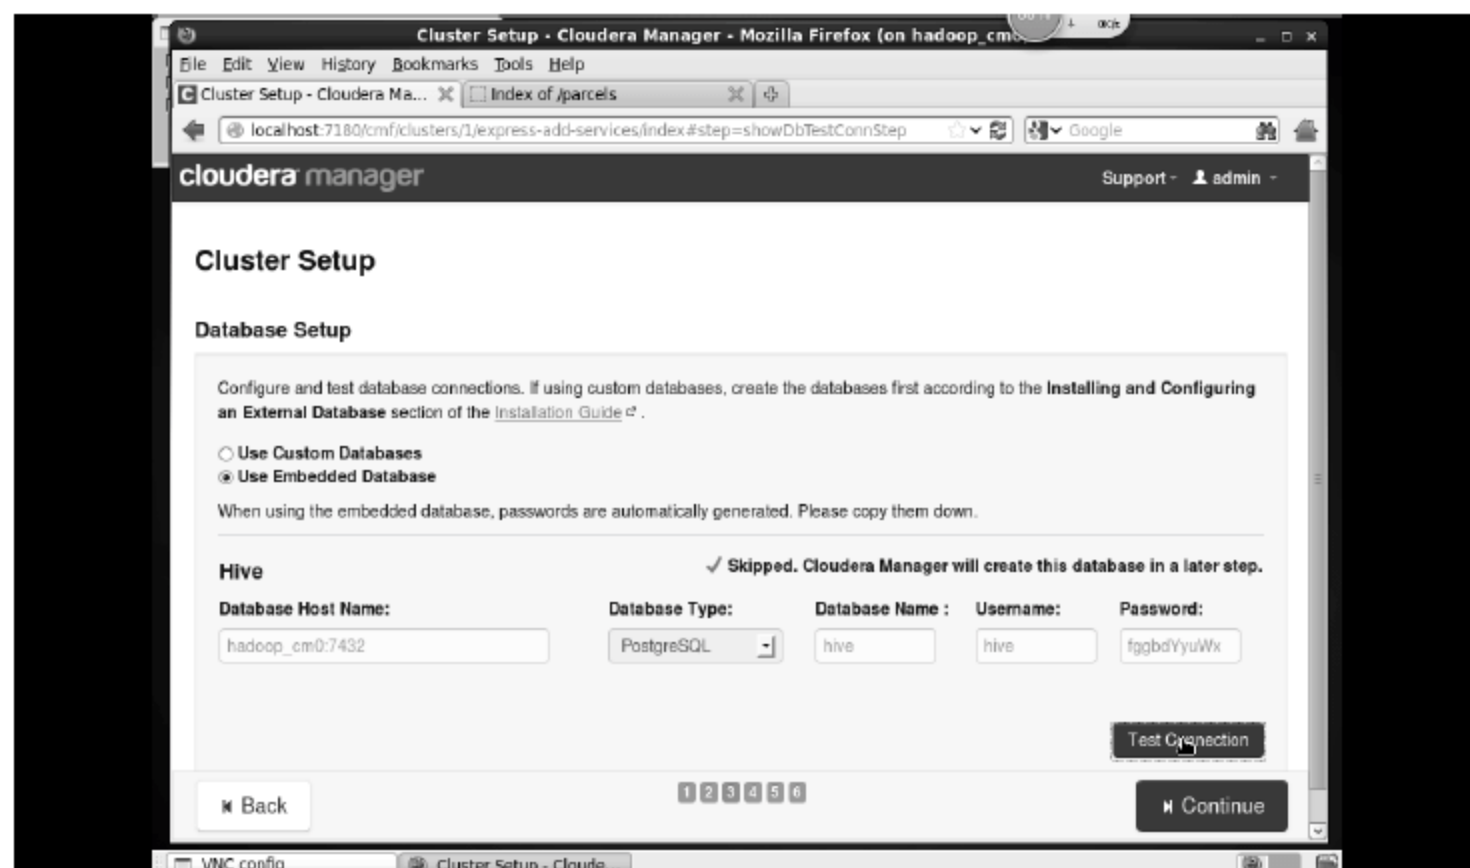 Cluster Setup - Cloudera Manager - Mozilla Firefox (on hadoop_cm0
File Edit View History Bookmarks Tools Help
Cluster Setup - Cloudera Ma... Index of /parcels
localhost:7180/cmf/clusters/1/express-add-services/index#step=showDbTestConnStep Google
cloudera manager Support admin
Cluster Setup
Database Setup
Configure and test database connections. If using custom databases, create the databases first according to the Installing and Configuring
an External Database section of the Installation Guide .
Use Custom Databases
Use Embedded Database
When using the embedded database, passwords are automatically generated. Please copy them down.
Hive ✓ Skipped. Cloudera Manager will create this database in a later step.
Database Host Name: Database Type: Database Name : Username: Password:
hadoop_cm0:7432 PostgreSQL hive hive fggbdYyuWx
Test Connection
Back 1 2 3 4 5 6 Continue
VNC config Cluster Setup - Cloude...